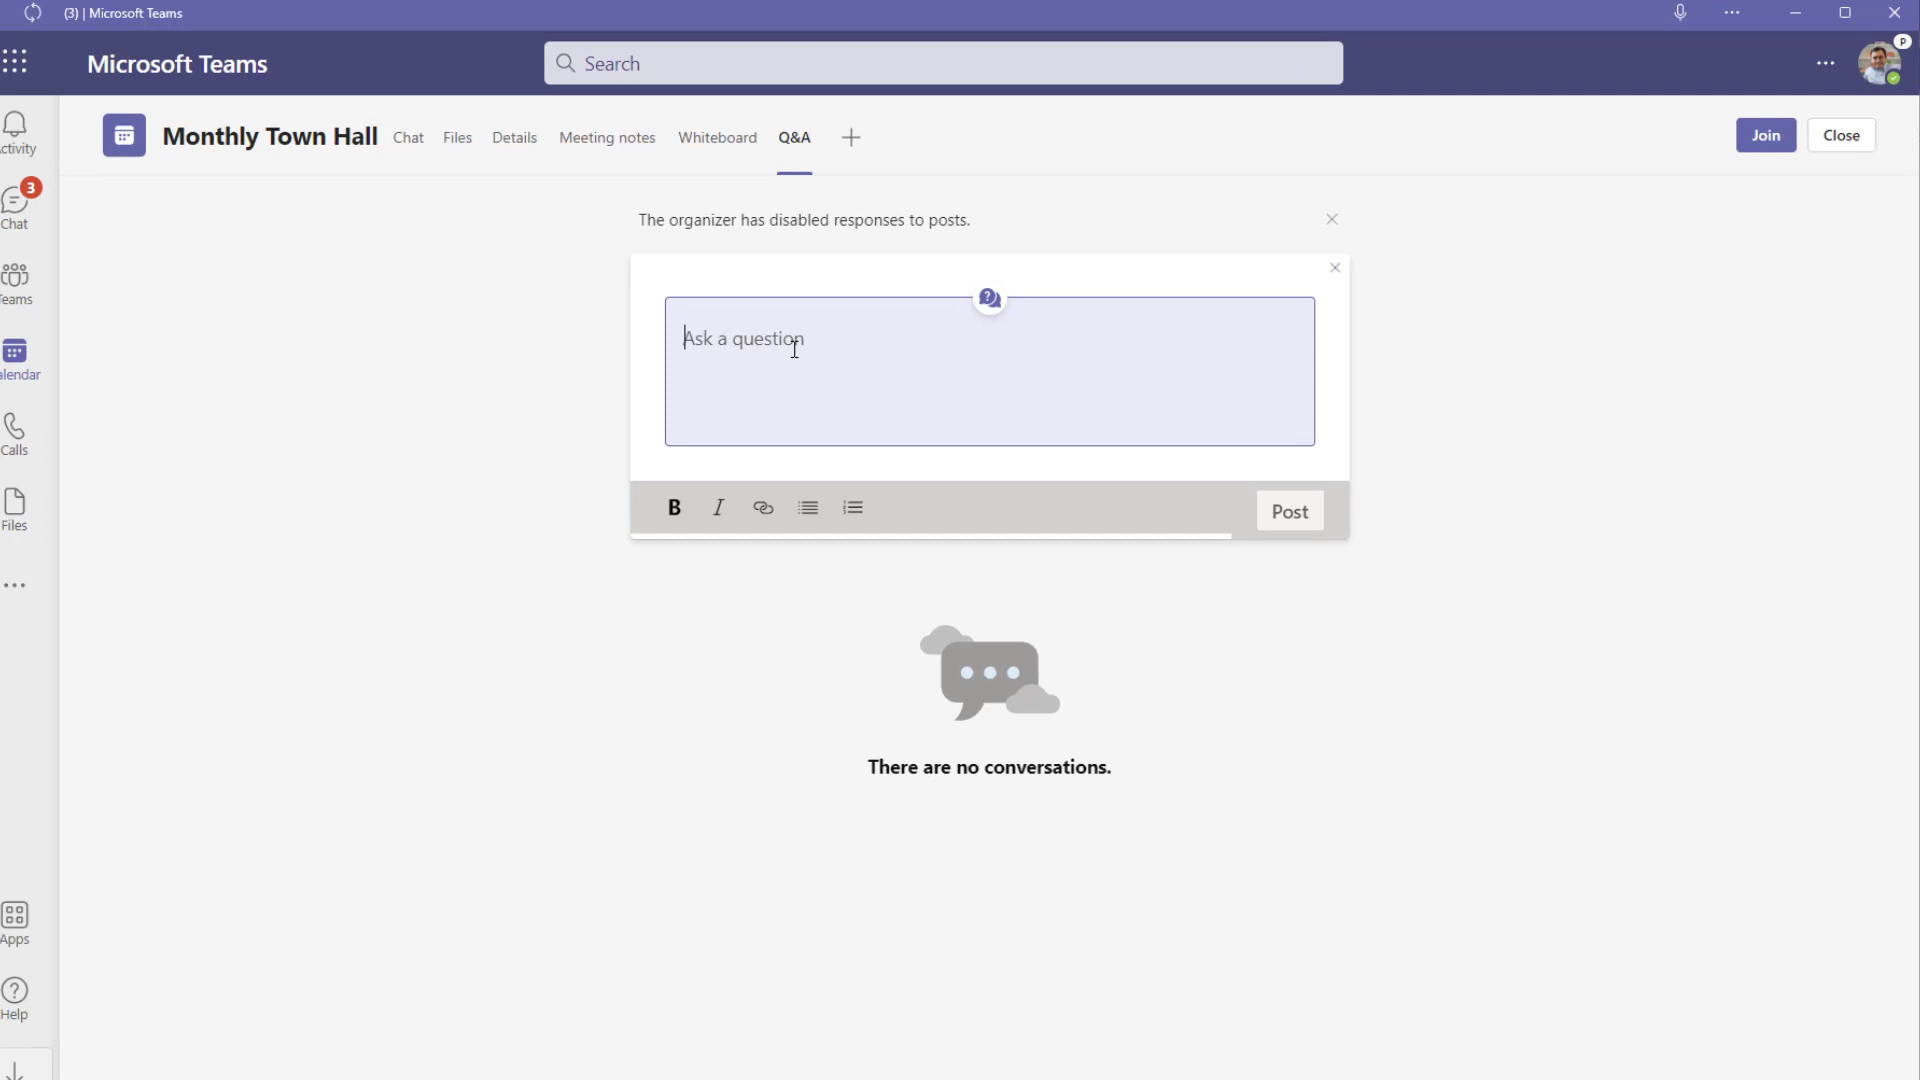 (3) | Microsoft Teams
Microsoft Teams
Search
P
Monthly Town Hall
Chat
Files
Details
Meeting notes
Whiteboard
Q&A
Join
Close
ctivity
3
Chat
eams
alendar
Calls
Files
Apps
Help
The organizer has disabled responses to posts.
Ask a question
B
I
Post
There are no conversations.